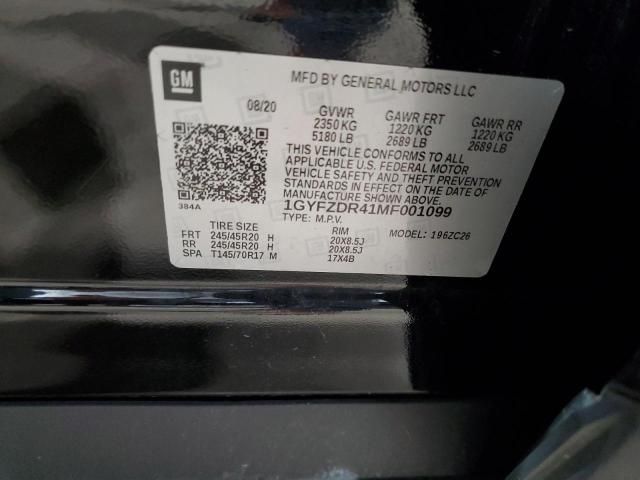 GM
MFD BY GENERAL MOTORS LLC
08/20 GVWR GAWR FRT GAWR RR
2350 KG 1220 KG 1220 KG
5180 LB 2689 LB 2689 LB
THIS VEHICLE CONFORMS TO ALL
APPLICABLE U.S. FEDERAL MOTOR
VEHICLE SAFETY AND THEFT PREVENTION
STANDARDS IN EFFECT ON THE DATE OF
MANUFACTURE SHOWN ABOVE.
384A
1GYFZDR41MF001099
TYPE: M.P.V. MODEL: 196ZC26
TIRE SIZE RIM
FRT 245/45R20 H 20X8.5J
RR 245/45R20 H 20X8.5J
SPA T145/70R17 M 17X4B